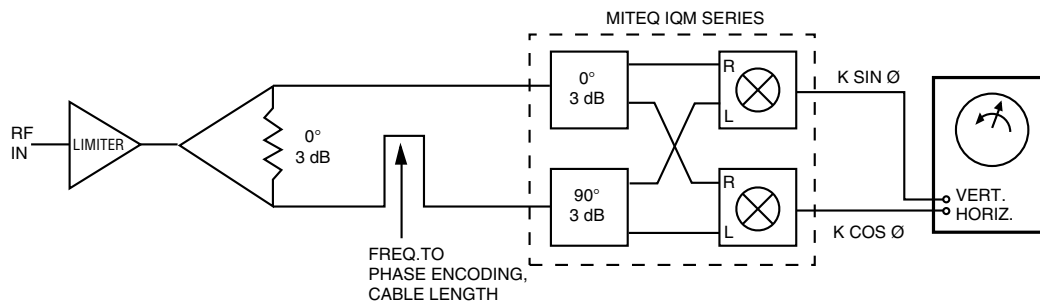 MITEQ IQM SERIES
RF
IN
LIMITER
0°
3 dB
FREQ.TO
PHASE ENCODING,
CABLE LENGTH
0°
3 dB
90°
3 dB
R
L
R
L
K SIN Ø
K COS Ø
VERT.
HORIZ.